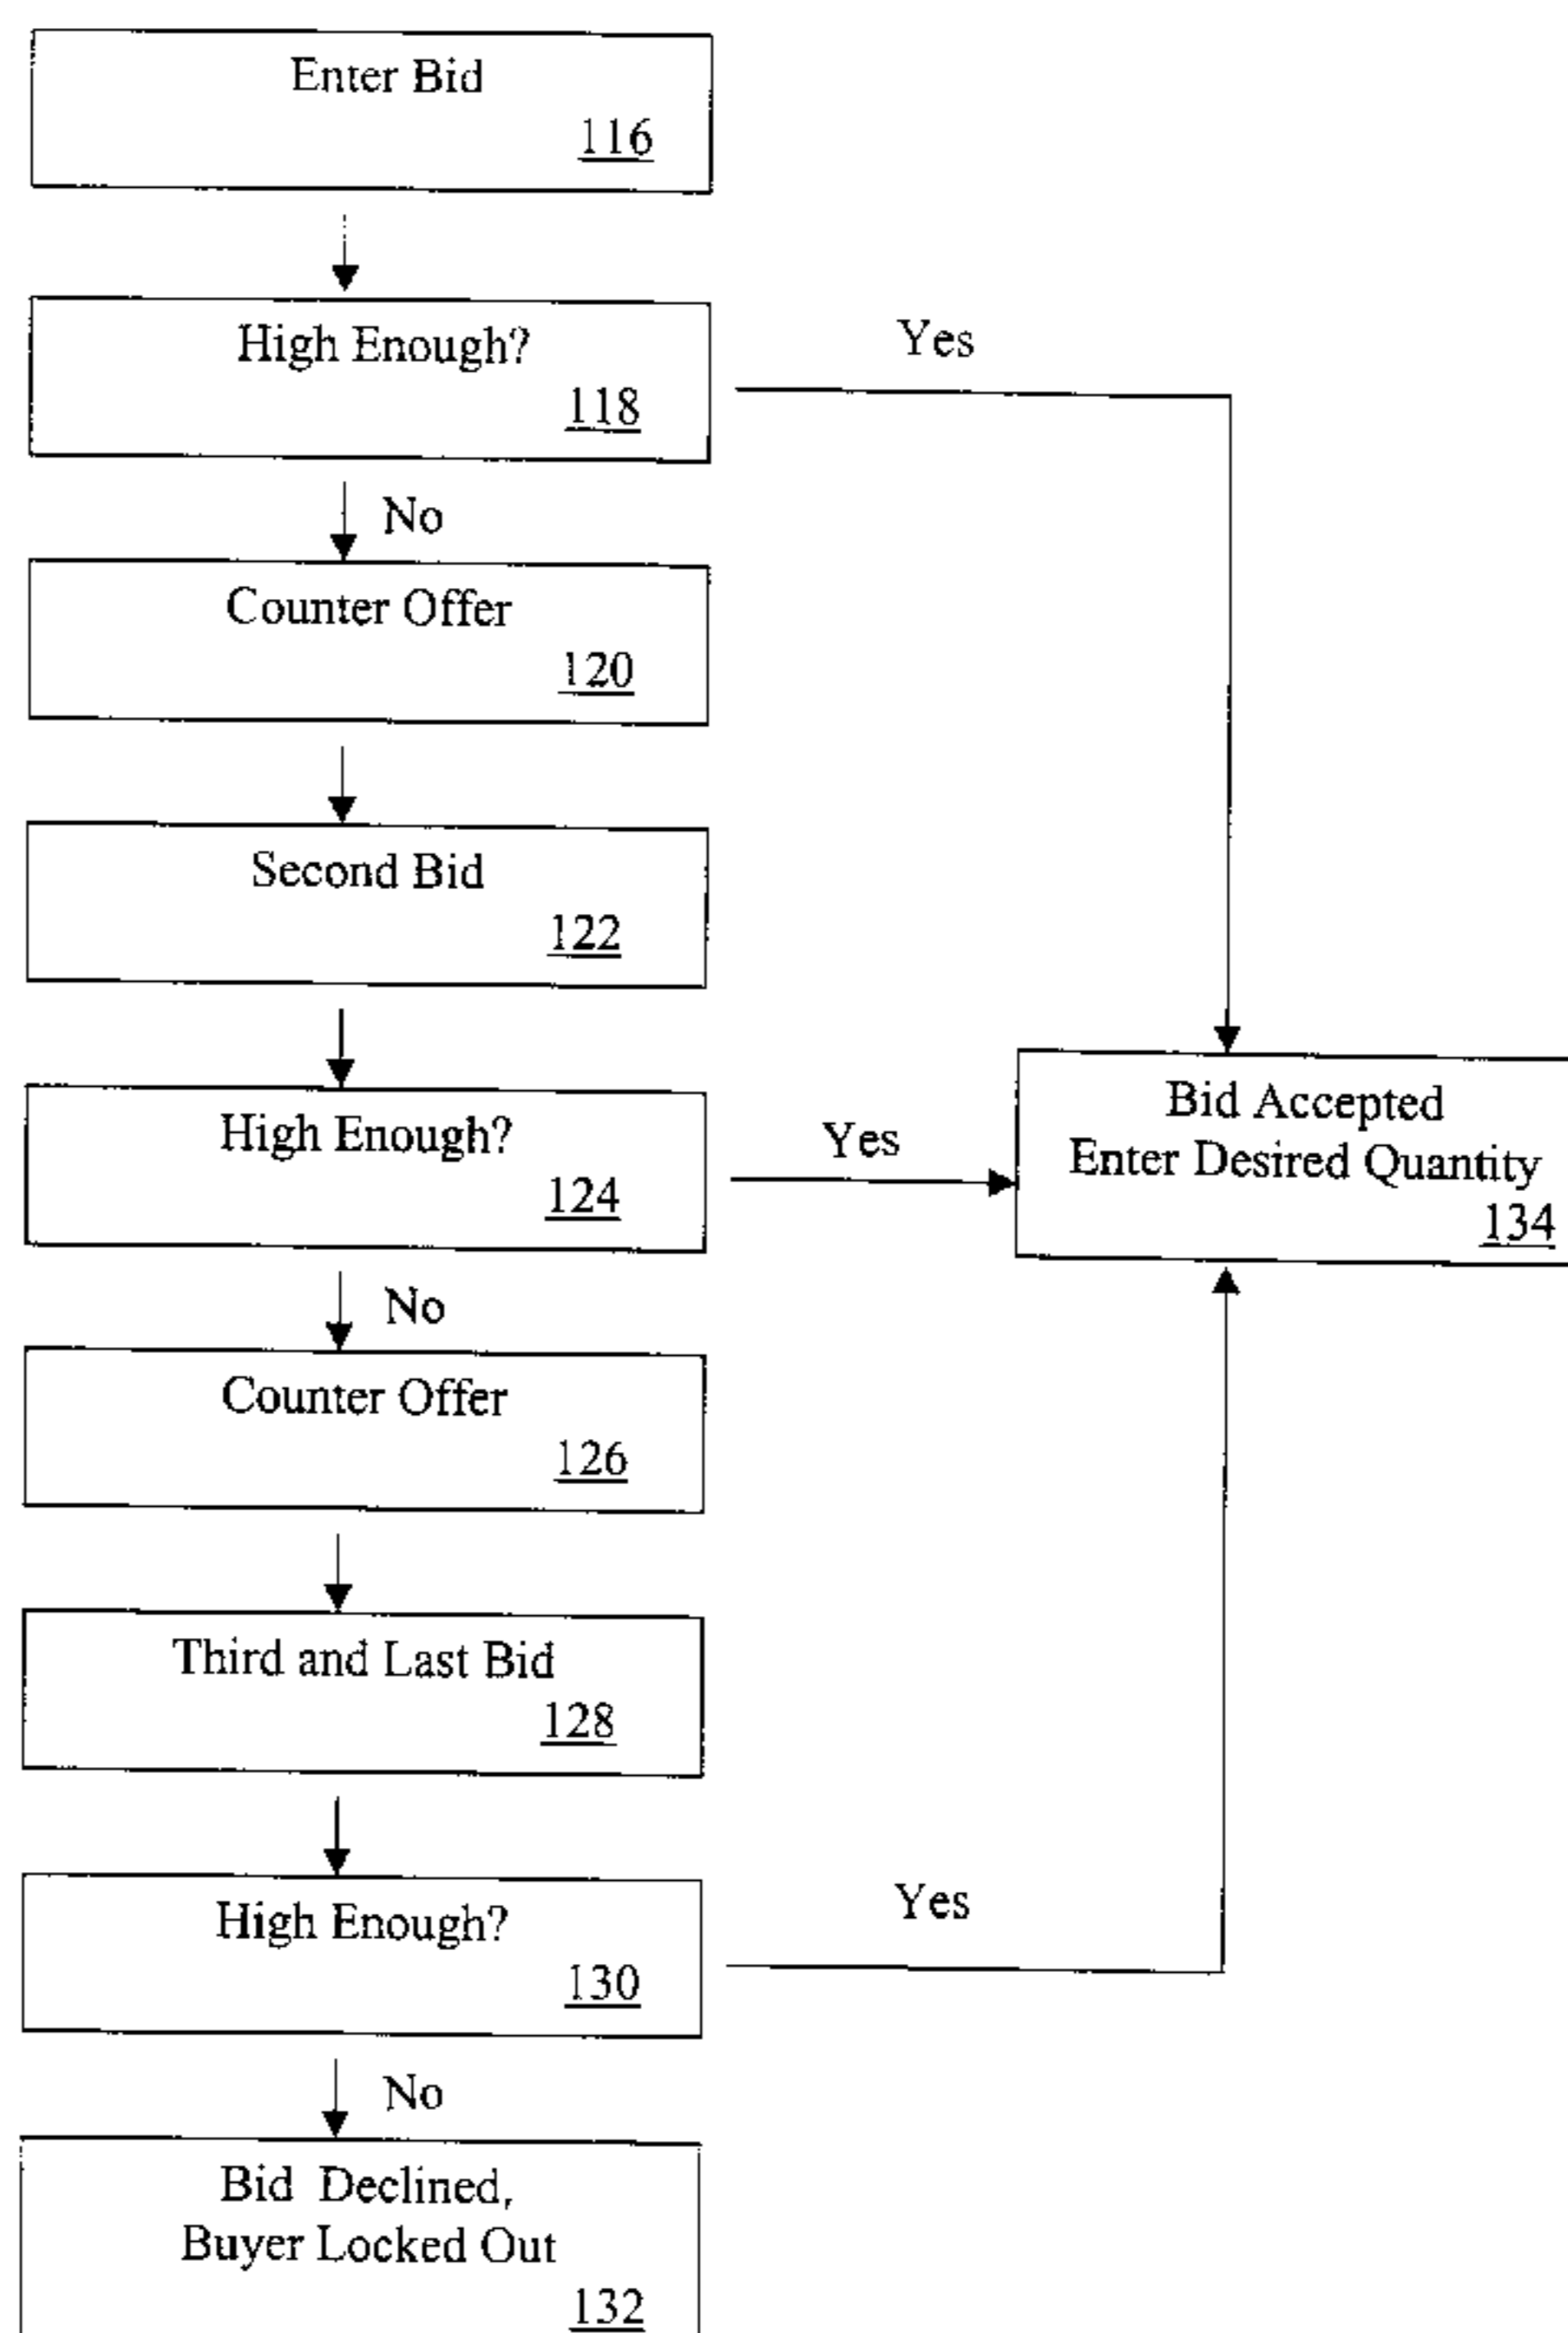 Enter Bid
116
High Enough?
118
Yes
No
Counter Offer
120
Second Bid
122
High Enough?
124
Yes
Bid Accepted
Enter Desired Quantity
134
No
Counter Offer
126
Third and Last Bid
128
High Enough?
130
Yes
No
Bid Declined,
Buyer Locked Out
132